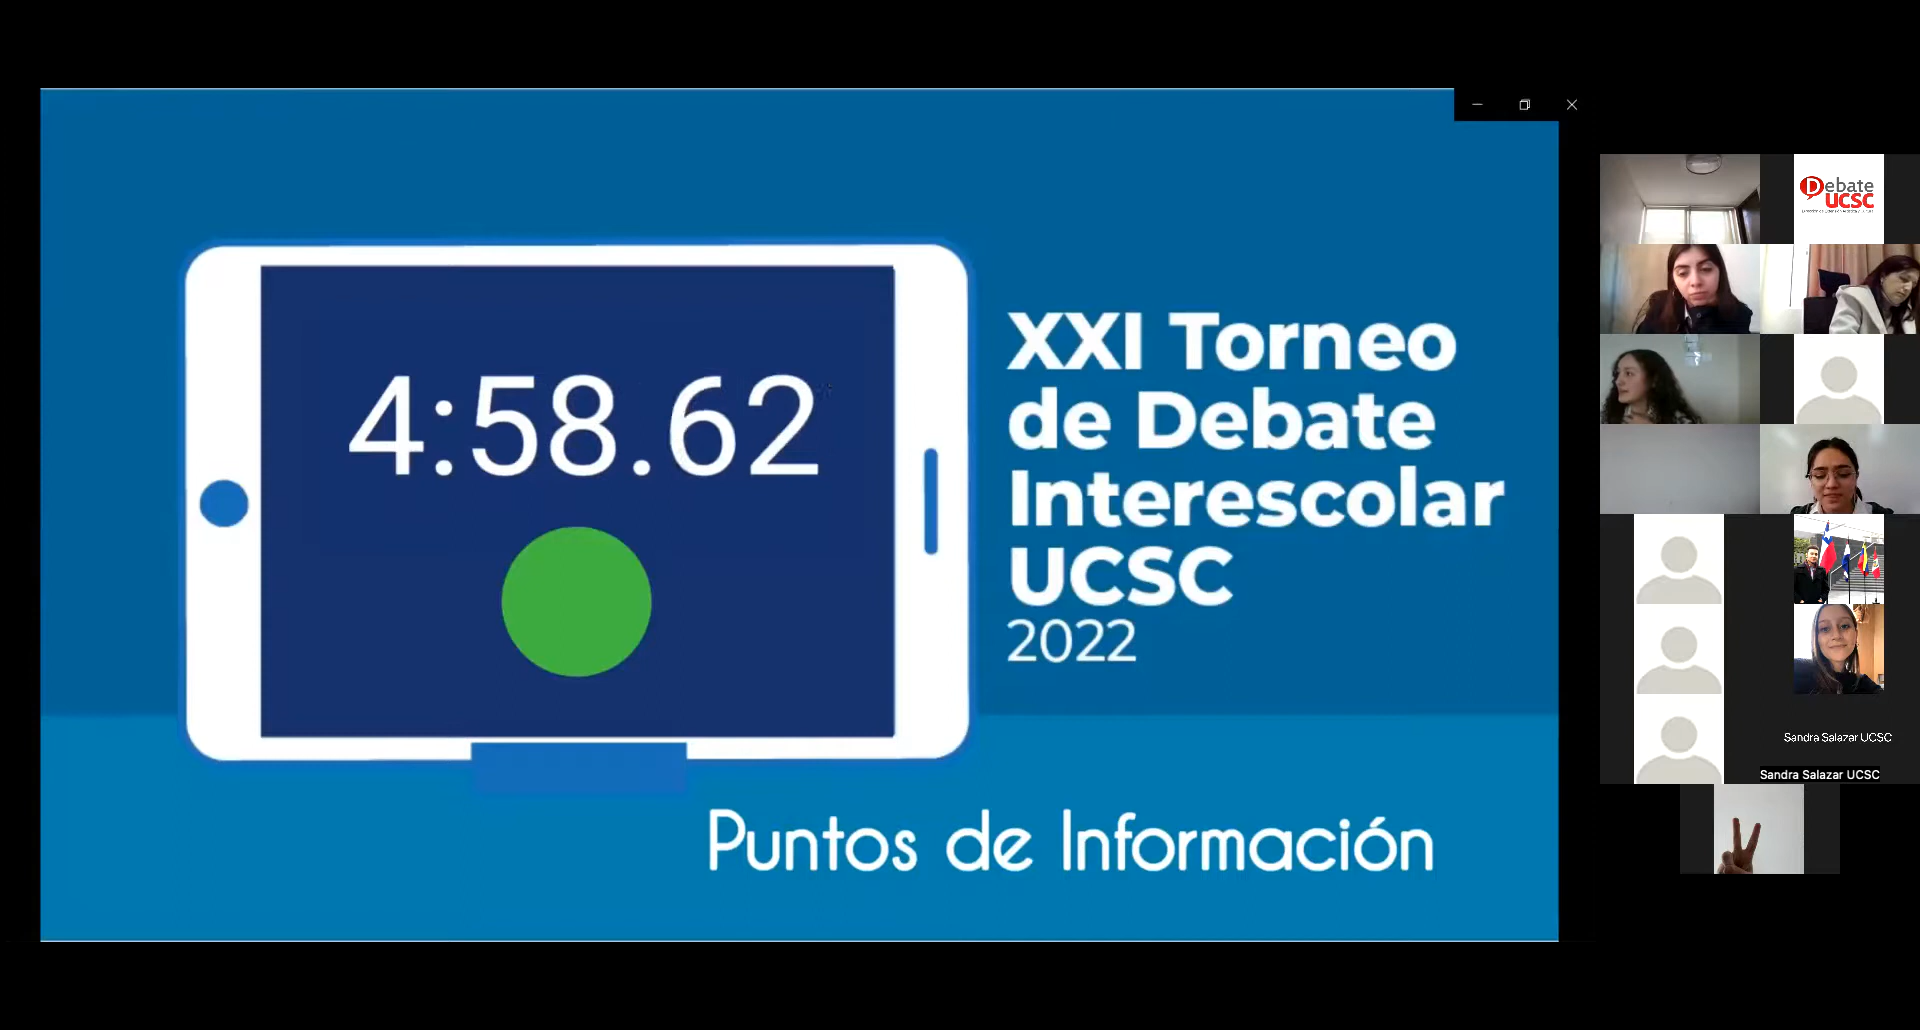 4:58.62
XXI Torneo
de Debate
Interescolar
UCSC
2022
Puntos de Información
Debate
UCSC
Sandra Salazar UCSC
Sandra Salazar UCSC